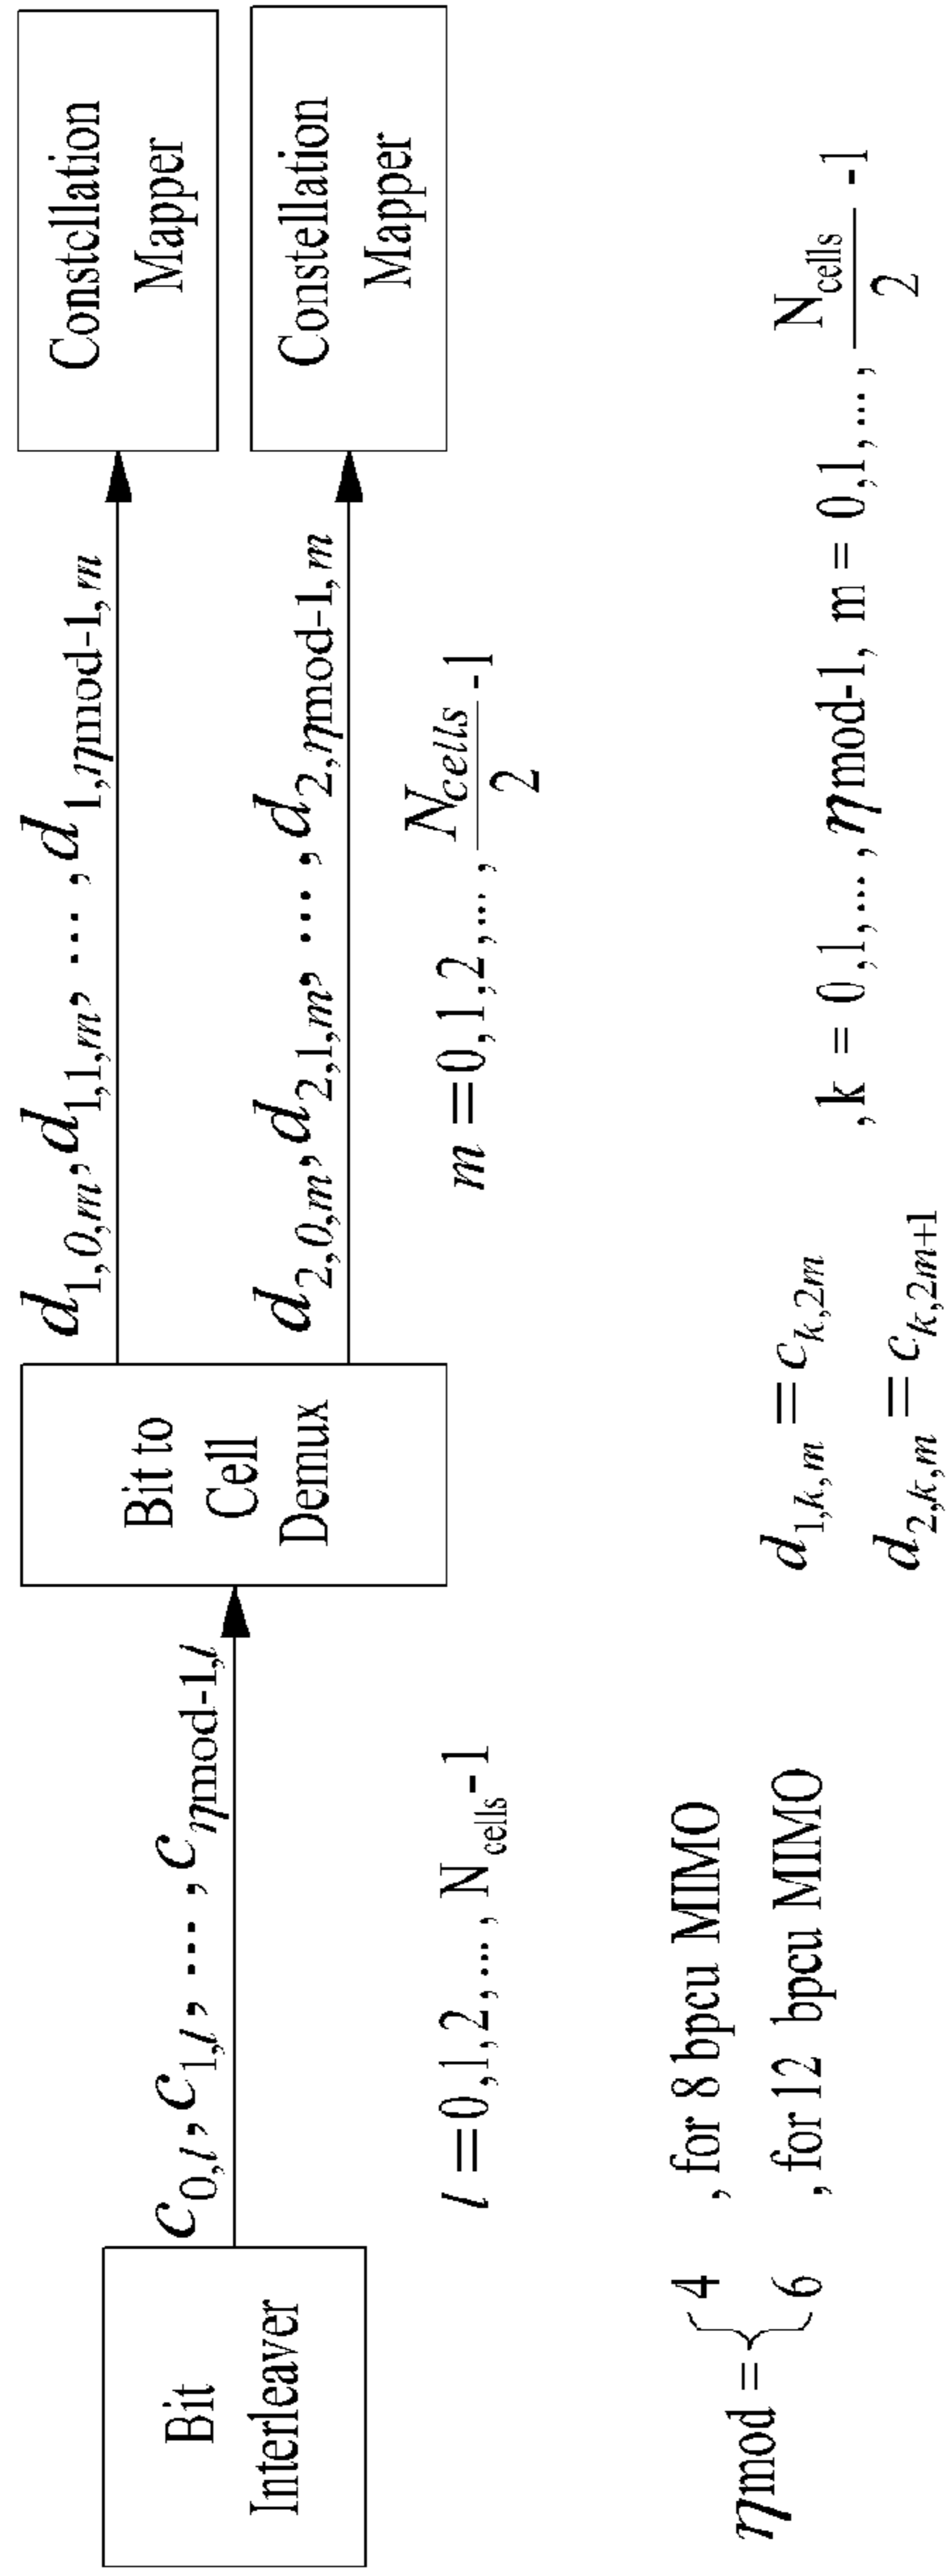 Bit
Interleaver
c0,l, c1,l, ..., cηmod-1,l
l = 0,1,2,..., Ncells-1
Bit to
Cell
Demux
d1,0,m, d1,1,m, ..., d1,ηmod-1,m
d2,0,m, d2,1,m, ..., d2,ηmod-1,m
m = 0,1,2,..., Ncells/2 -1
Constellation
Mapper
Constellation
Mapper
ηmod = { 4 , for 8 bpcu MIMO
6 , for 12 bpcu MIMO
d1,k,m = ck,2m
d2,k,m = ck,2m+1
,k = 0,1,..., ηmod-1, m = 0,1,..., Ncells/2 -1